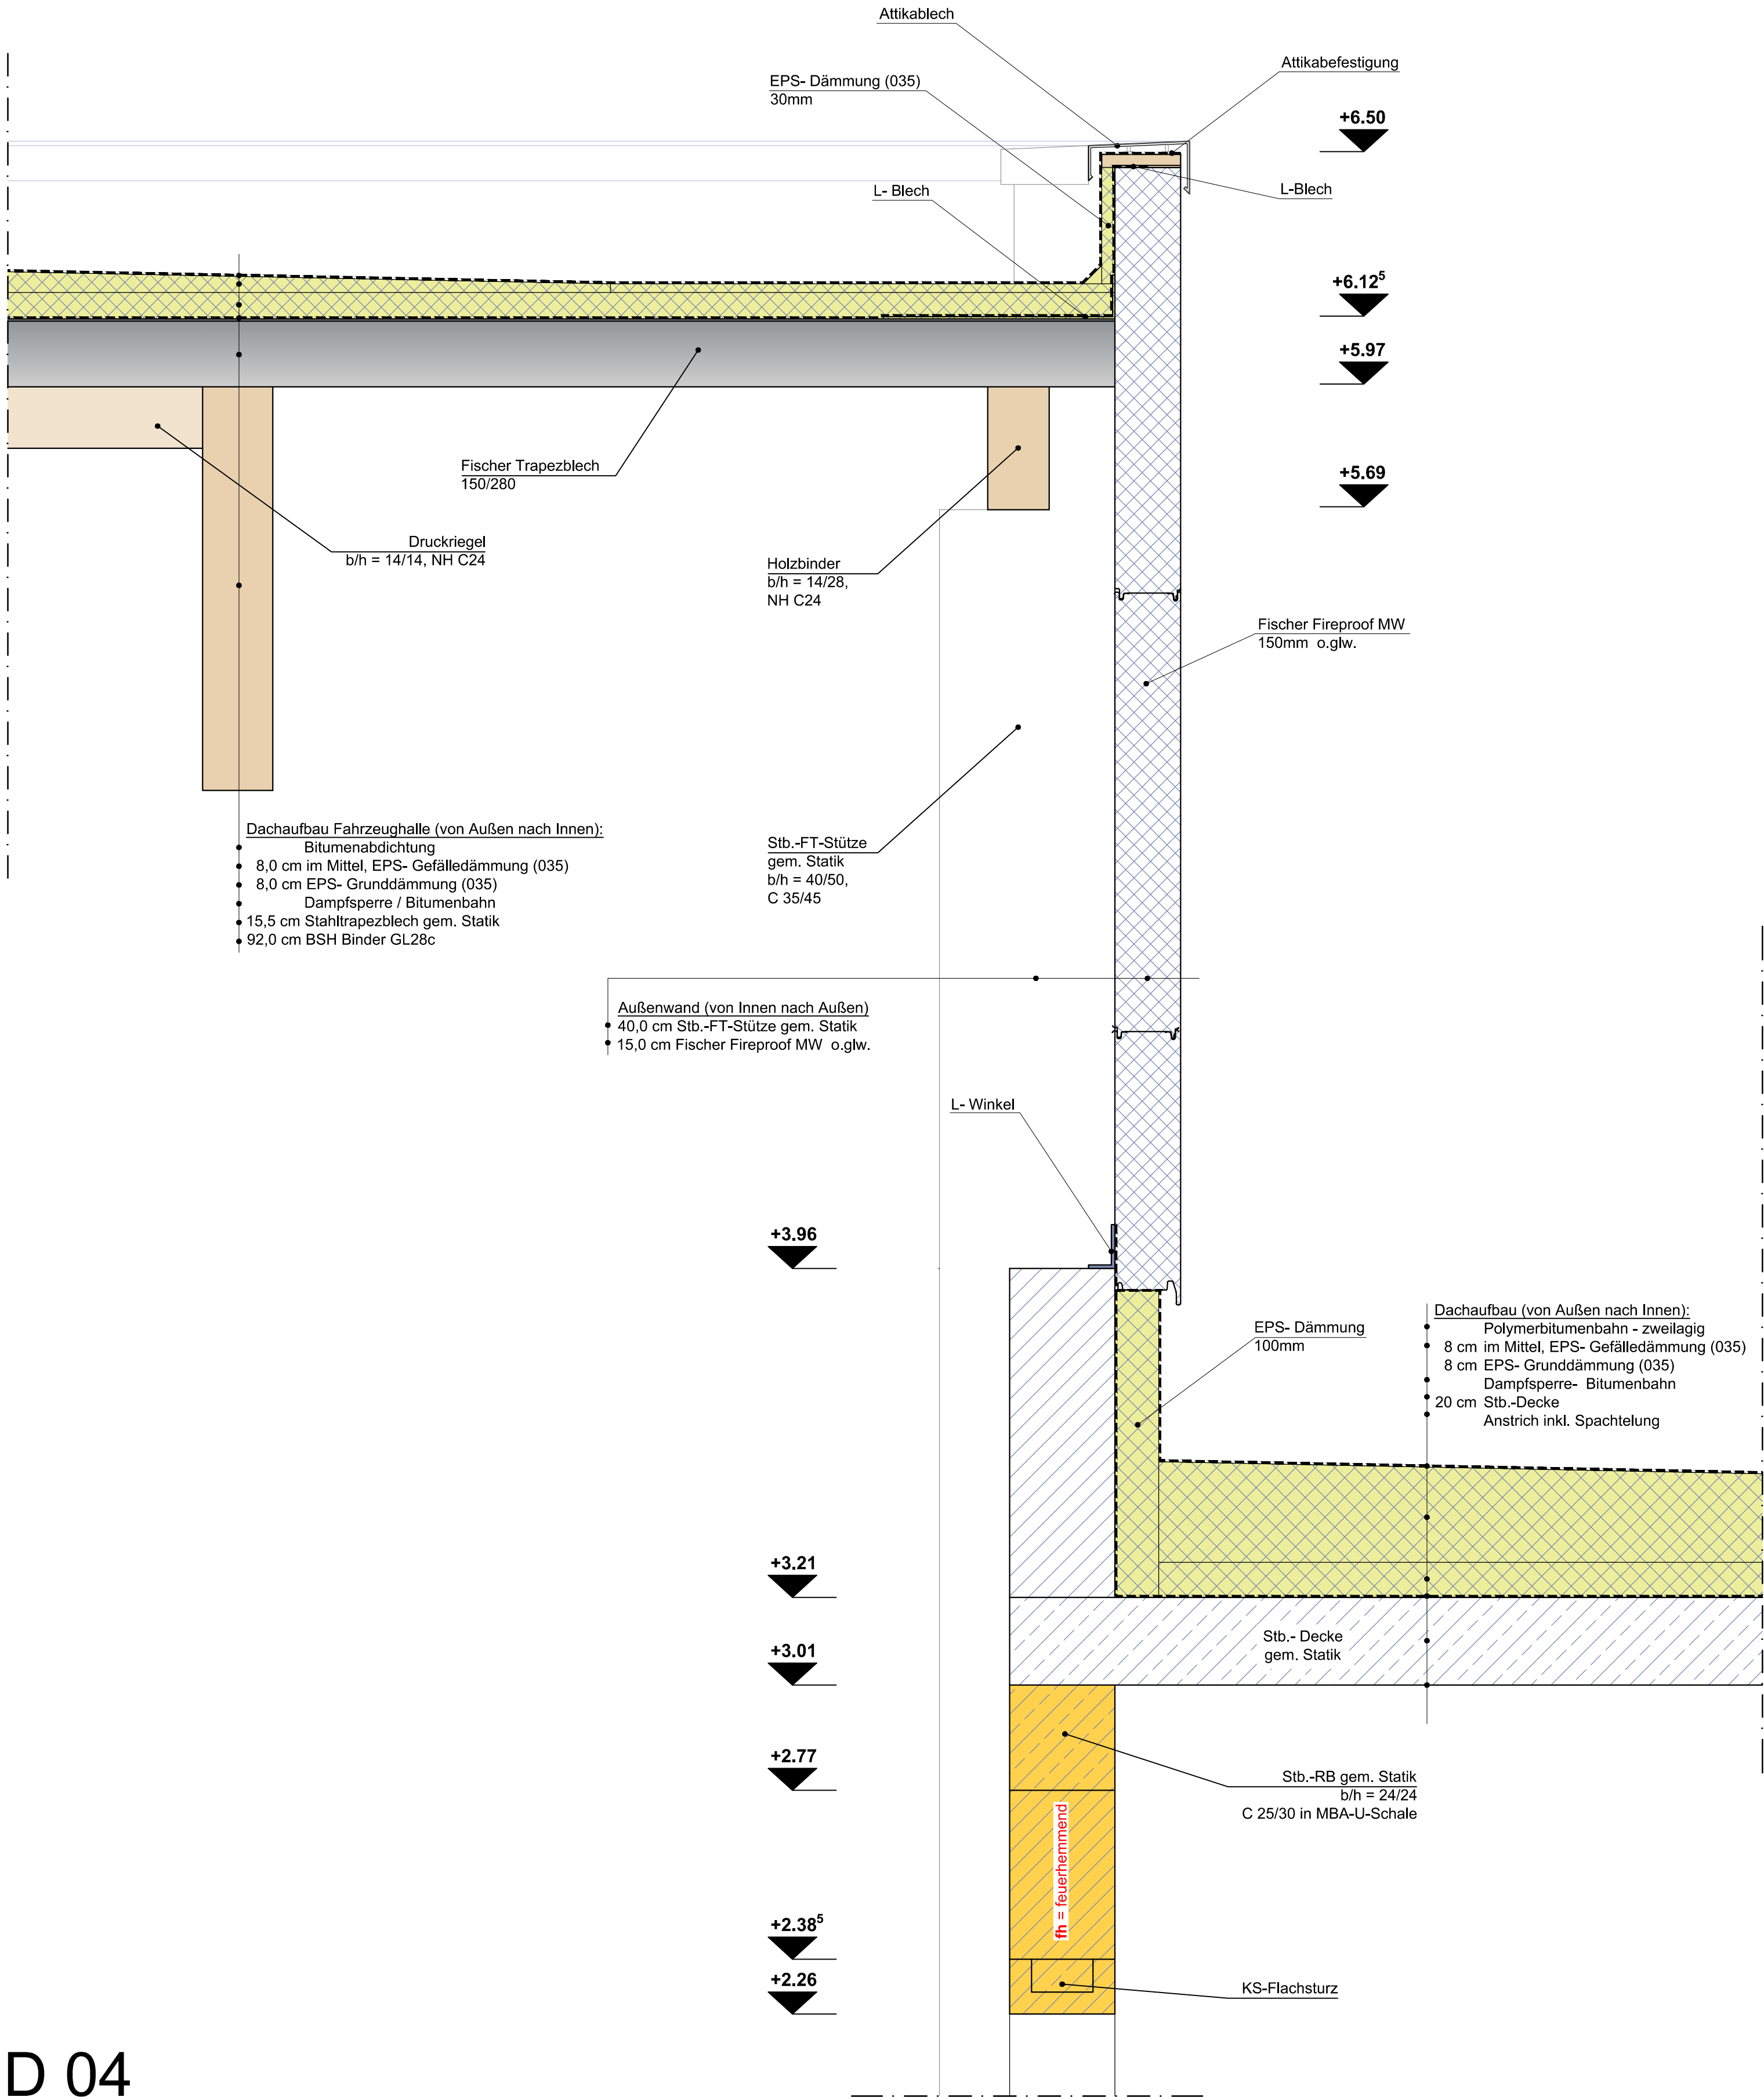 Attikablech
Attikabefestigung
EPS- Dämmung (035)
30mm
+6.50
L- Blech
L-Blech
+6.12⁵
+5.97
Fischer Trapezblech
150/280
+5.69
Druckriegel
b/h = 14/14, NH C24
Holzbinder
b/h = 14/28,
NH C24
Fischer Fireproof MW
150mm o.glw.
Dachaufbau Fahrzeughalle (von Außen nach Innen):
Bitumenabdichtung
8,0 cm im Mittel, EPS- Gefälledämmung (035)
8,0 cm EPS- Grunddämmung (035)
Dampfsperre / Bitumenbahn
15,5 cm Stahltrapezblech gem. Statik
92,0 cm BSH Binder GL28c
Stb.-FT-Stütze
gem. Statik
b/h = 40/50,
C 35/45
Außenwand (von Innen nach Außen)
40,0 cm Stb.-FT-Stütze gem. Statik
15,0 cm Fischer Fireproof MW o.glw.
L- Winkel
+3.96
EPS- Dämmung
100mm
Dachaufbau (von Außen nach Innen):
Polymerbitumenbahn - zweilagig
8 cm im Mittel, EPS- Gefälledämmung (035)
8 cm EPS- Grunddämmung (035)
Dampfsperre- Bitumenbahn
20 cm Stb.-Decke
Anstrich inkl. Spachtelung
+3.21
Stb.- Decke
gem. Statik
+3.01
+2.77
Stb.-RB gem. Statik
b/h = 24/24
C 25/30 in MBA-U-Schale
fh = feuerhemmend
+2.38⁵
+2.26
KS-Flachsturz
D 04